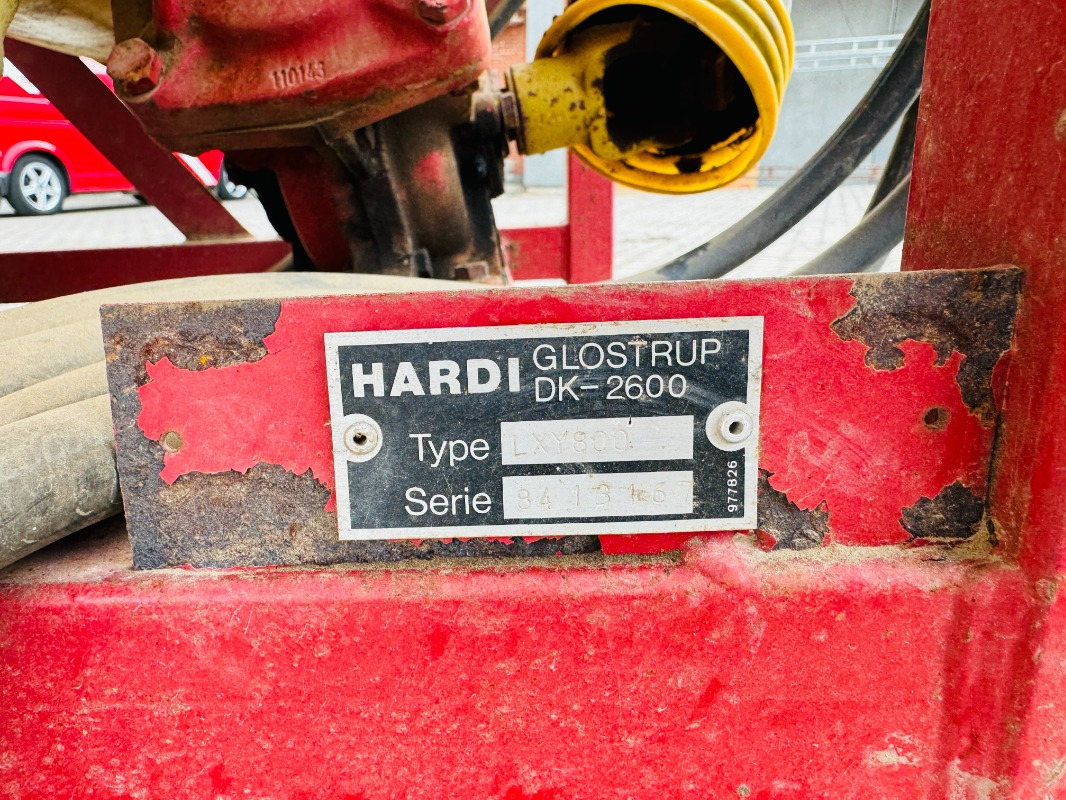 110143
HARDI GLOSTRUP
DK-2600
Type LXY800
Serie
977826